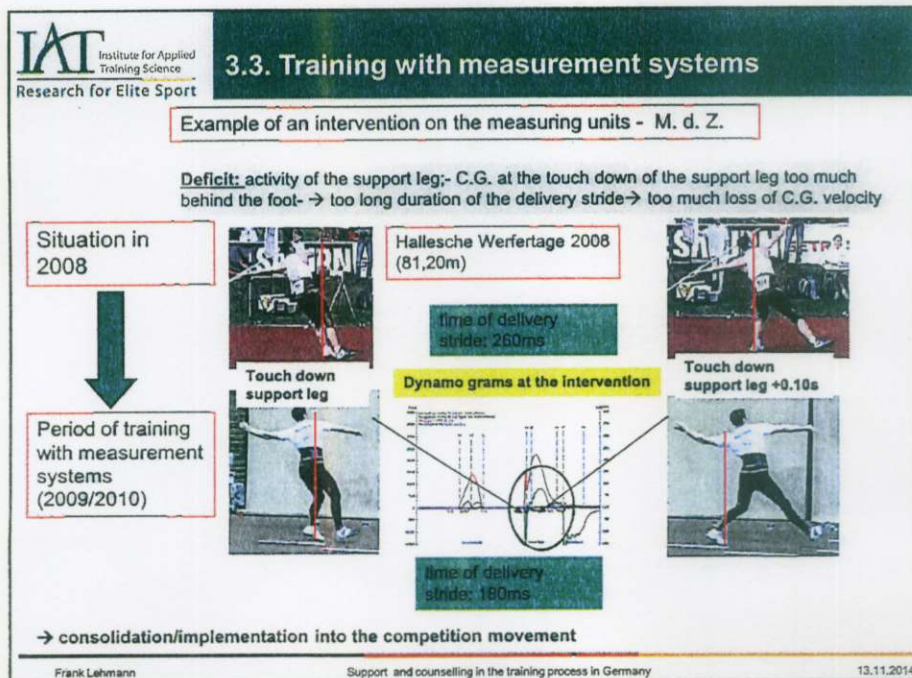 IAT Institute for Applied
Training Science
Research for Elite Sport
3.3. Training with measurement systems
Example of an intervention on the measuring units - M. d. Z.
Deficit: activity of the support leg;- C.G. at the touch down of the support leg too much
behind the foot- → too long duration of the delivery stride→ too much loss of C.G. velocity
Situation in
2008
Hallesche Werfertage 2008
(81,20m)
time of delivery
stride: 260ms
Touch down
support leg
Dynamo grams at the intervention
Touch down
support leg +0.10s
Period of training
with measurement
systems
(2009/2010)
time of delivery
stride: 180ms
→ consolidation/implementation into the competition movement
Frank Lehmann
Support and counselling in the training process in Germany
13.11.2014